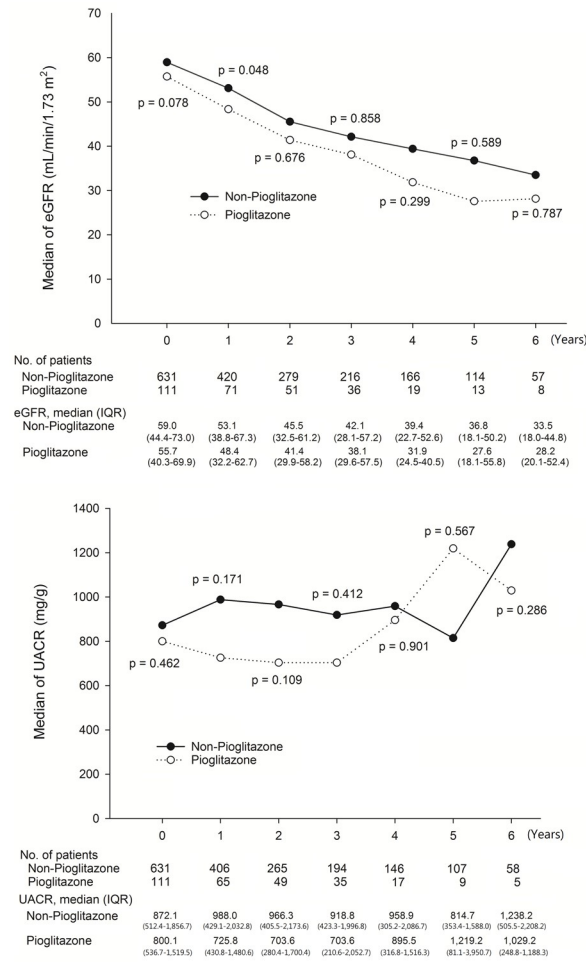 70
60
50
40
30
20
10
0
Median of eGFR (mL/min/1.73 m²)
p = 0.078
p = 0.048
p = 0.676
p = 0.858
p = 0.299
p = 0.589
p = 0.787
Non-Pioglitazone
Pioglitazone
0 1 2 3 4 5 6 (Years)
No. of patients
Non-Pioglitazone 631 420 279 216 166 114 57
Pioglitazone 111 71 51 36 19 13 8
eGFR, median (IQR)
Non-Pioglitazone 59.0 53.1 45.5 42.1 39.4 36.8 33.5
(44.4-73.0) (38.8-67.3) (32.5-61.2) (28.1-57.2) (22.7-52.6) (18.1-50.2) (18.0-44.8)
Pioglitazone 55.7 48.4 41.4 38.1 31.9 27.6 28.2
(40.3-69.9) (32.2-62.7) (29.9-58.2) (29.6-57.5) (24.5-40.5) (18.1-55.8) (20.1-52.4)
1400
1200
1000
800
600
400
200
0
Median of UACR (mg/g)
p = 0.462
p = 0.171
p = 0.109
p = 0.412
p = 0.901
p = 0.567
p = 0.286
Non-Pioglitazone
Pioglitazone
0 1 2 3 4 5 6 (Years)
No. of patients
Non-Pioglitazone 631 406 265 194 146 107 58
Pioglitazone 111 65 49 35 17 9 5
UACR, median (IQR)
Non-Pioglitazone 872.1 988.0 966.3 918.8 958.9 814.7 1,238.2
(512.4-1,856.7) (429.1-2,032.8) (405.5-2,173.6) (423.3-1,996.8) (305.2-2,086.7) (353.4-1,588.0) (505.5-2,208.2)
Pioglitazone 800.1 725.8 703.6 703.6 895.5 1,219.2 1,029.2
(536.7-1,519.5) (430.8-1,480.6) (280.4-1,700.4) (210.6-2,052.7) (316.8-1,516.3) (81.1-3,950.7) (248.8-1,188.3)